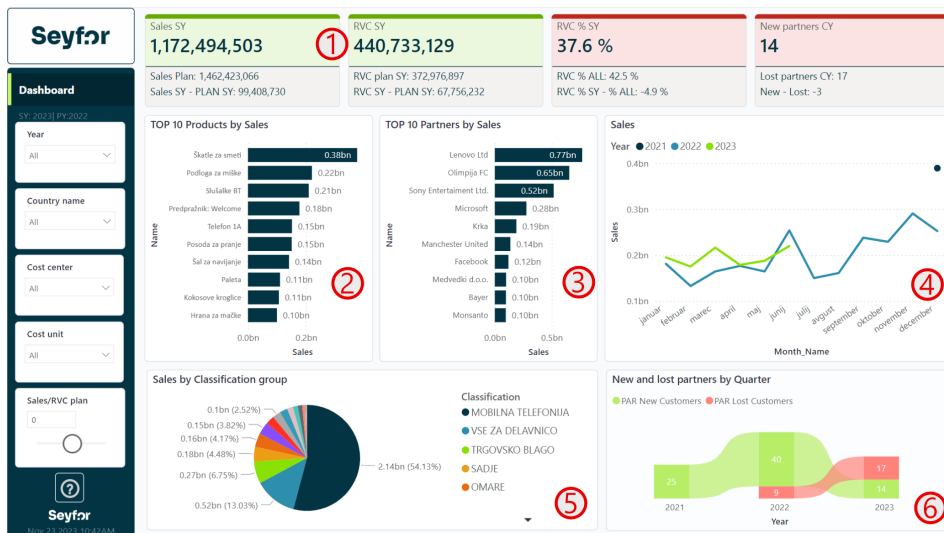 Seyfor
Dashboard
SY: 2023| PY:2022
Year
All
Country name
All
Cost center
All
Cost unit
All
Sales/RVC plan
0
Seyfor
Nov 23 2023 10:42AM
Sales SY
1,172,494,503
Sales Plan: 1,462,423,066
Sales SY - PLAN SY: 99,408,730
1
RVC SY
440,733,129
RVC plan SY: 372,976,897
RVC SY - PLAN SY: 67,756,232
RVC % SY
37.6 %
RVC % ALL: 42.5 %
RVC % SY - % ALL: -4.9 %
New partners CY
14
Lost partners CY: 17
New - Lost: -3
TOP 10 Products by Sales
Name
Škatle za smeti 0.38bn
Podloga za miške 0.22bn
Slušalke BT 0.21bn
Predpražnik: Welcome 0.18bn
Telefon 1A 0.15bn
Posoda za pranje 0.15bn
Šal za navijanje 0.14bn
Paleta 0.11bn
Kokosove kroglice 0.11bn
Hrana za mačke 0.10bn
0.0bn 0.2bn
Sales
2
TOP 10 Partners by Sales
Name
Lenovo Ltd 0.77bn
Olimpija FC 0.65bn
Sony Entertaiment Ltd. 0.52bn
Microsoft 0.28bn
Krka 0.19bn
Manchester United 0.14bn
Facebook 0.12bn
Medvedki d.o.o. 0.10bn
Bayer 0.10bn
Monsanto 0.10bn
0.0bn 0.5bn
Sales
3
Sales
Year 2021 2022 2023
Sales
0.4bn
0.3bn
0.2bn
0.1bn
januar februar marec april maj junij julij avgust september oktober november december
Month_Name
4
Sales by Classification group
0.1bn (2.52%)
0.15bn (3.82%)
0.16bn (4.17%)
0.18bn (4.48%)
0.27bn (6.75%)
0.52bn (13.03%)
2.14bn (54.13%)
Classification
MOBILNA TELEFONIJA
VSE ZA DELAVNICO
TRGOVSKO BLAGO
SADJE
OMARE
5
New and lost partners by Quarter
PAR New Customers PAR Lost Customers
25
40
9
17
14
2021 2022 2023
Year
6